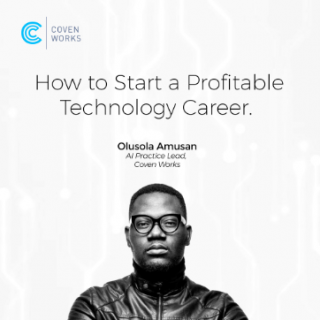 COVEN
WORKS
How to Start a Profitable
Technology Career.
Olusola Amusan
AI Practice Lead,
Coven Works